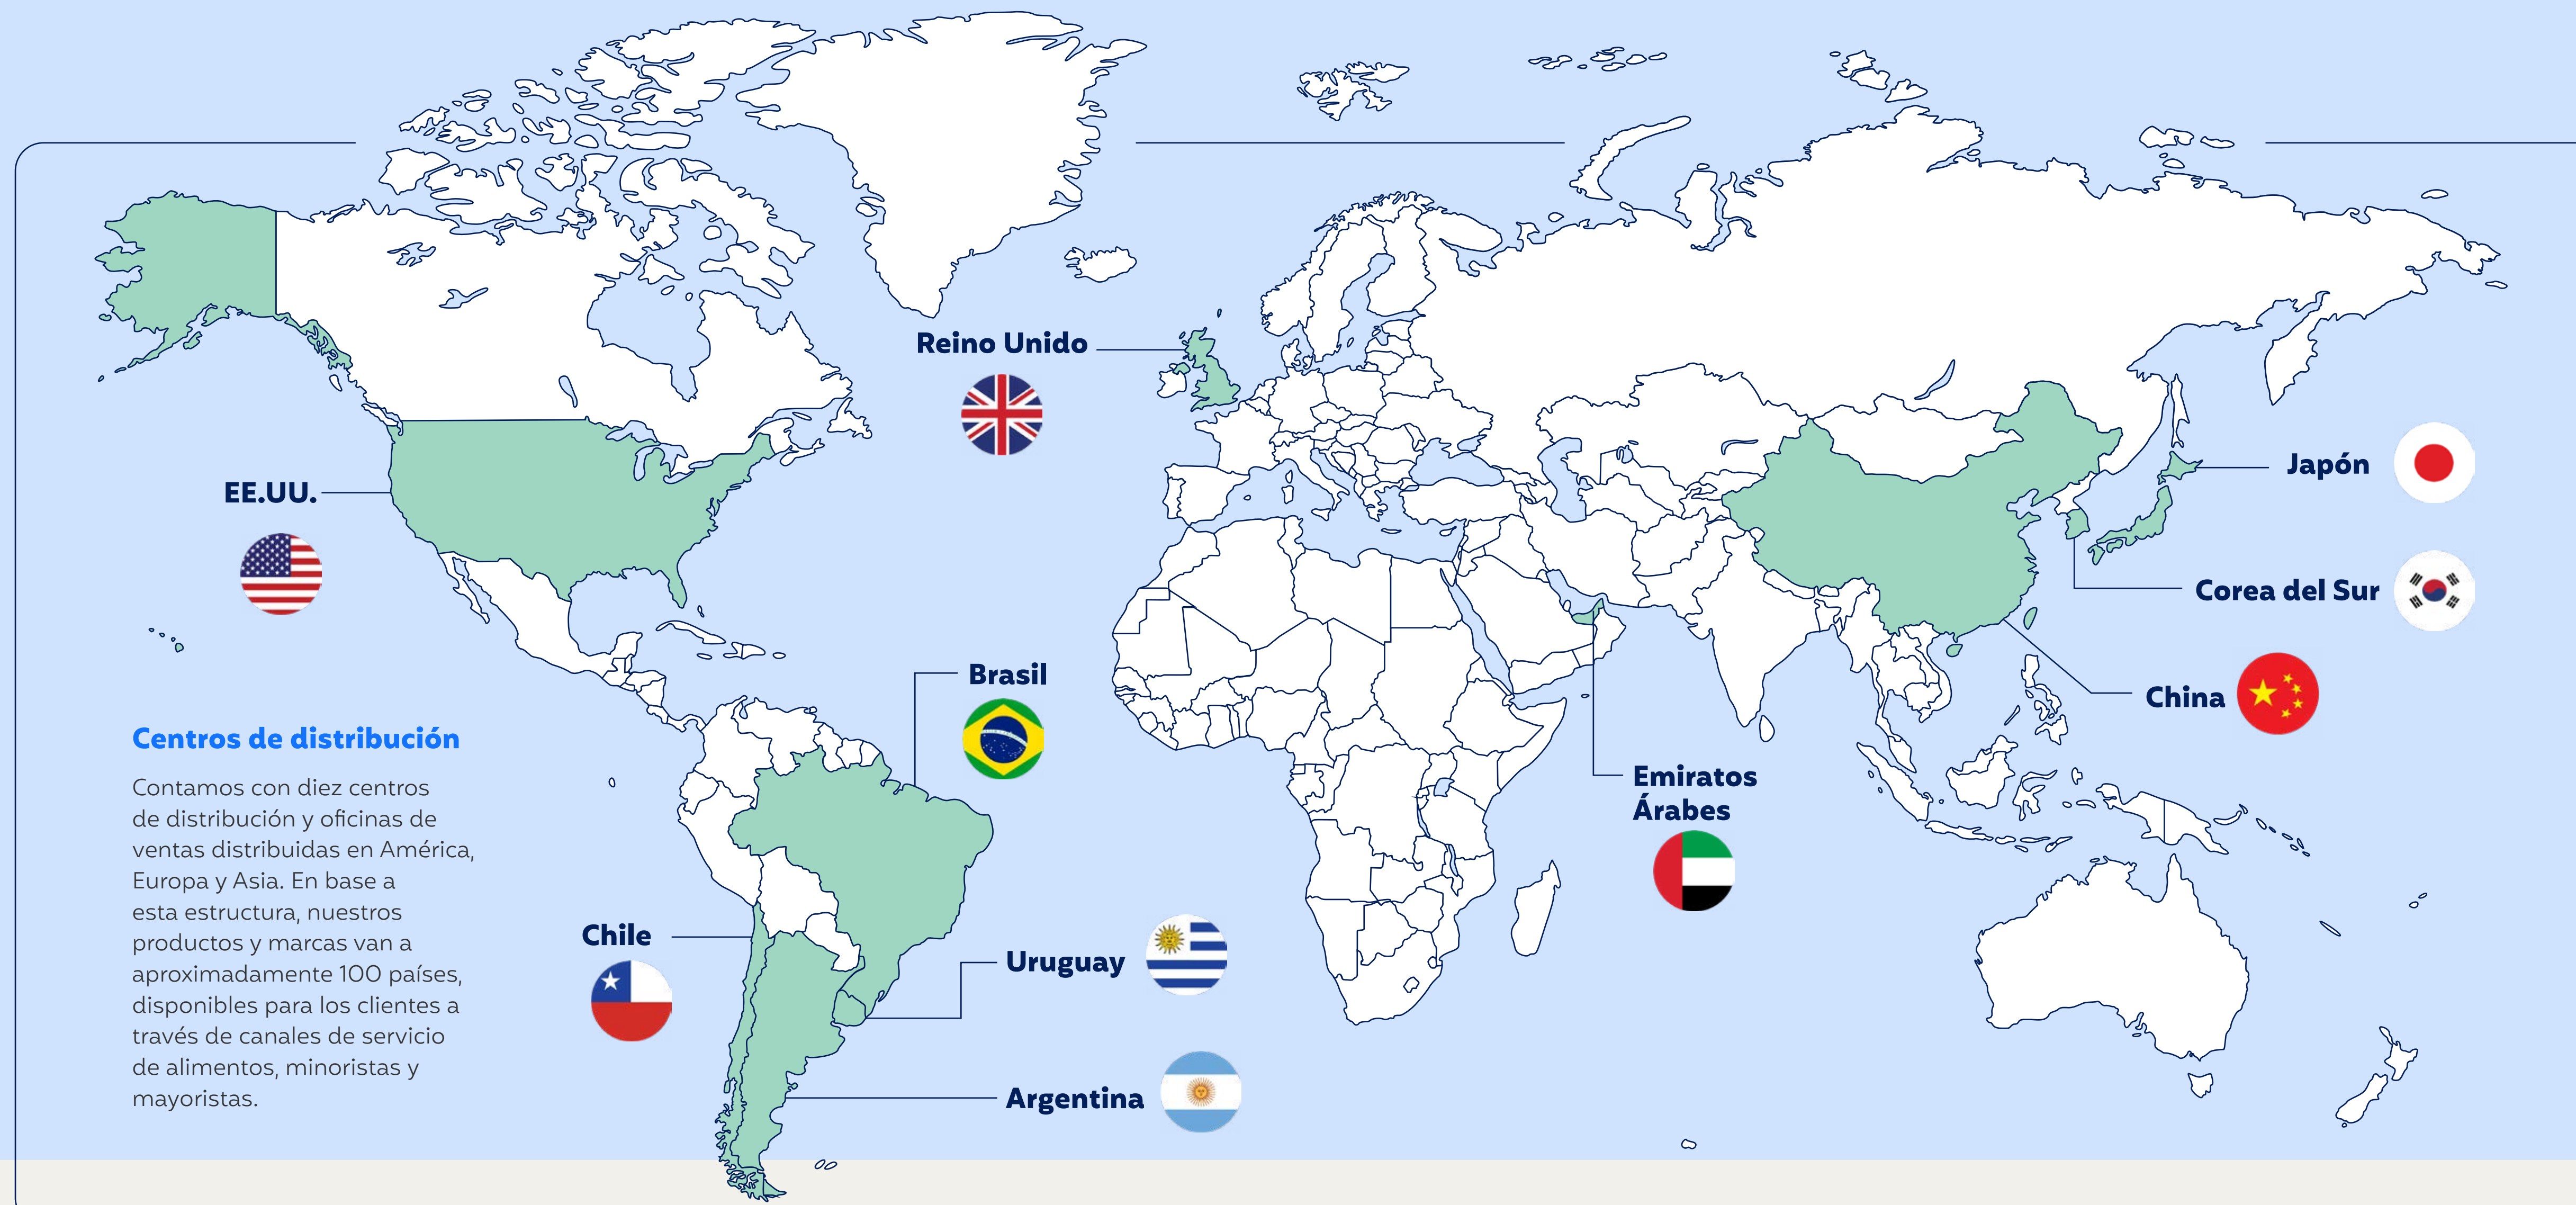 Reino Unido
EE.UU.
Japón
Corea del Sur
Brasil
China
Centros de distribución
Contamos con diez centros
de distribución y oficinas de
ventas distribuidas en América,
Europa y Asia. En base a
esta estructura, nuestros
productos y marcas van a
aproximadamente 100 países,
disponibles para los clientes a
través de canales de servicio
de alimentos, minoristas y
mayoristas.
Emiratos
Árabes
Chile
Uruguay
Argentina